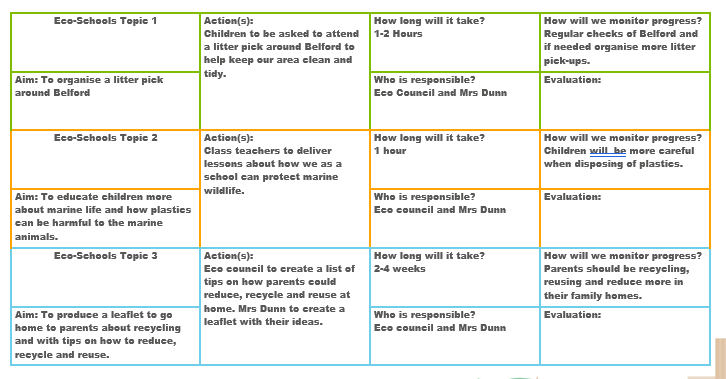 Eco-Schools Topic 1
Aim: To organise a litter pick
around Belford
Action(s):
Children to be asked to attend
a litter pick around Belford to
help keep our area clean and
tidy.
How long will it take?
1-2 Hours
Who is responsible?
Eco Council and Mrs Dunn
How will we monitor progress?
Regular checks of Belford and
if needed organise more litter
pick-ups.
Evaluation:
Eco-Schools Topic 2
Aim: To educate children more
about marine life and how plastics
can be harmful to the marine
animals.
Action(s):
Class teachers to deliver
lessons about how we as a
school can protect marine
wildlife.
How long will it take?
1 hour
Who is responsible?
Eco council and Mrs Dunn
How will we monitor progress?
Children will be more careful
when disposing of plastics.
Evaluation:
Eco-Schools Topic 3
Aim: To produce a leaflet to go
home to parents about recycling
and with tips on how to reduce,
recycle and reuse.
Action(s):
Eco council to create a list of
tips on how parents could
reduce, recycle and reuse at
home. Mrs Dunn to create a
leaflet with their ideas.
How long will it take?
2-4 weeks
Who is responsible?
Eco council and Mrs Dunn
How will we monitor progress?
Parents should be recycling,
reusing and reduce more in
their family homes.
Evaluation: